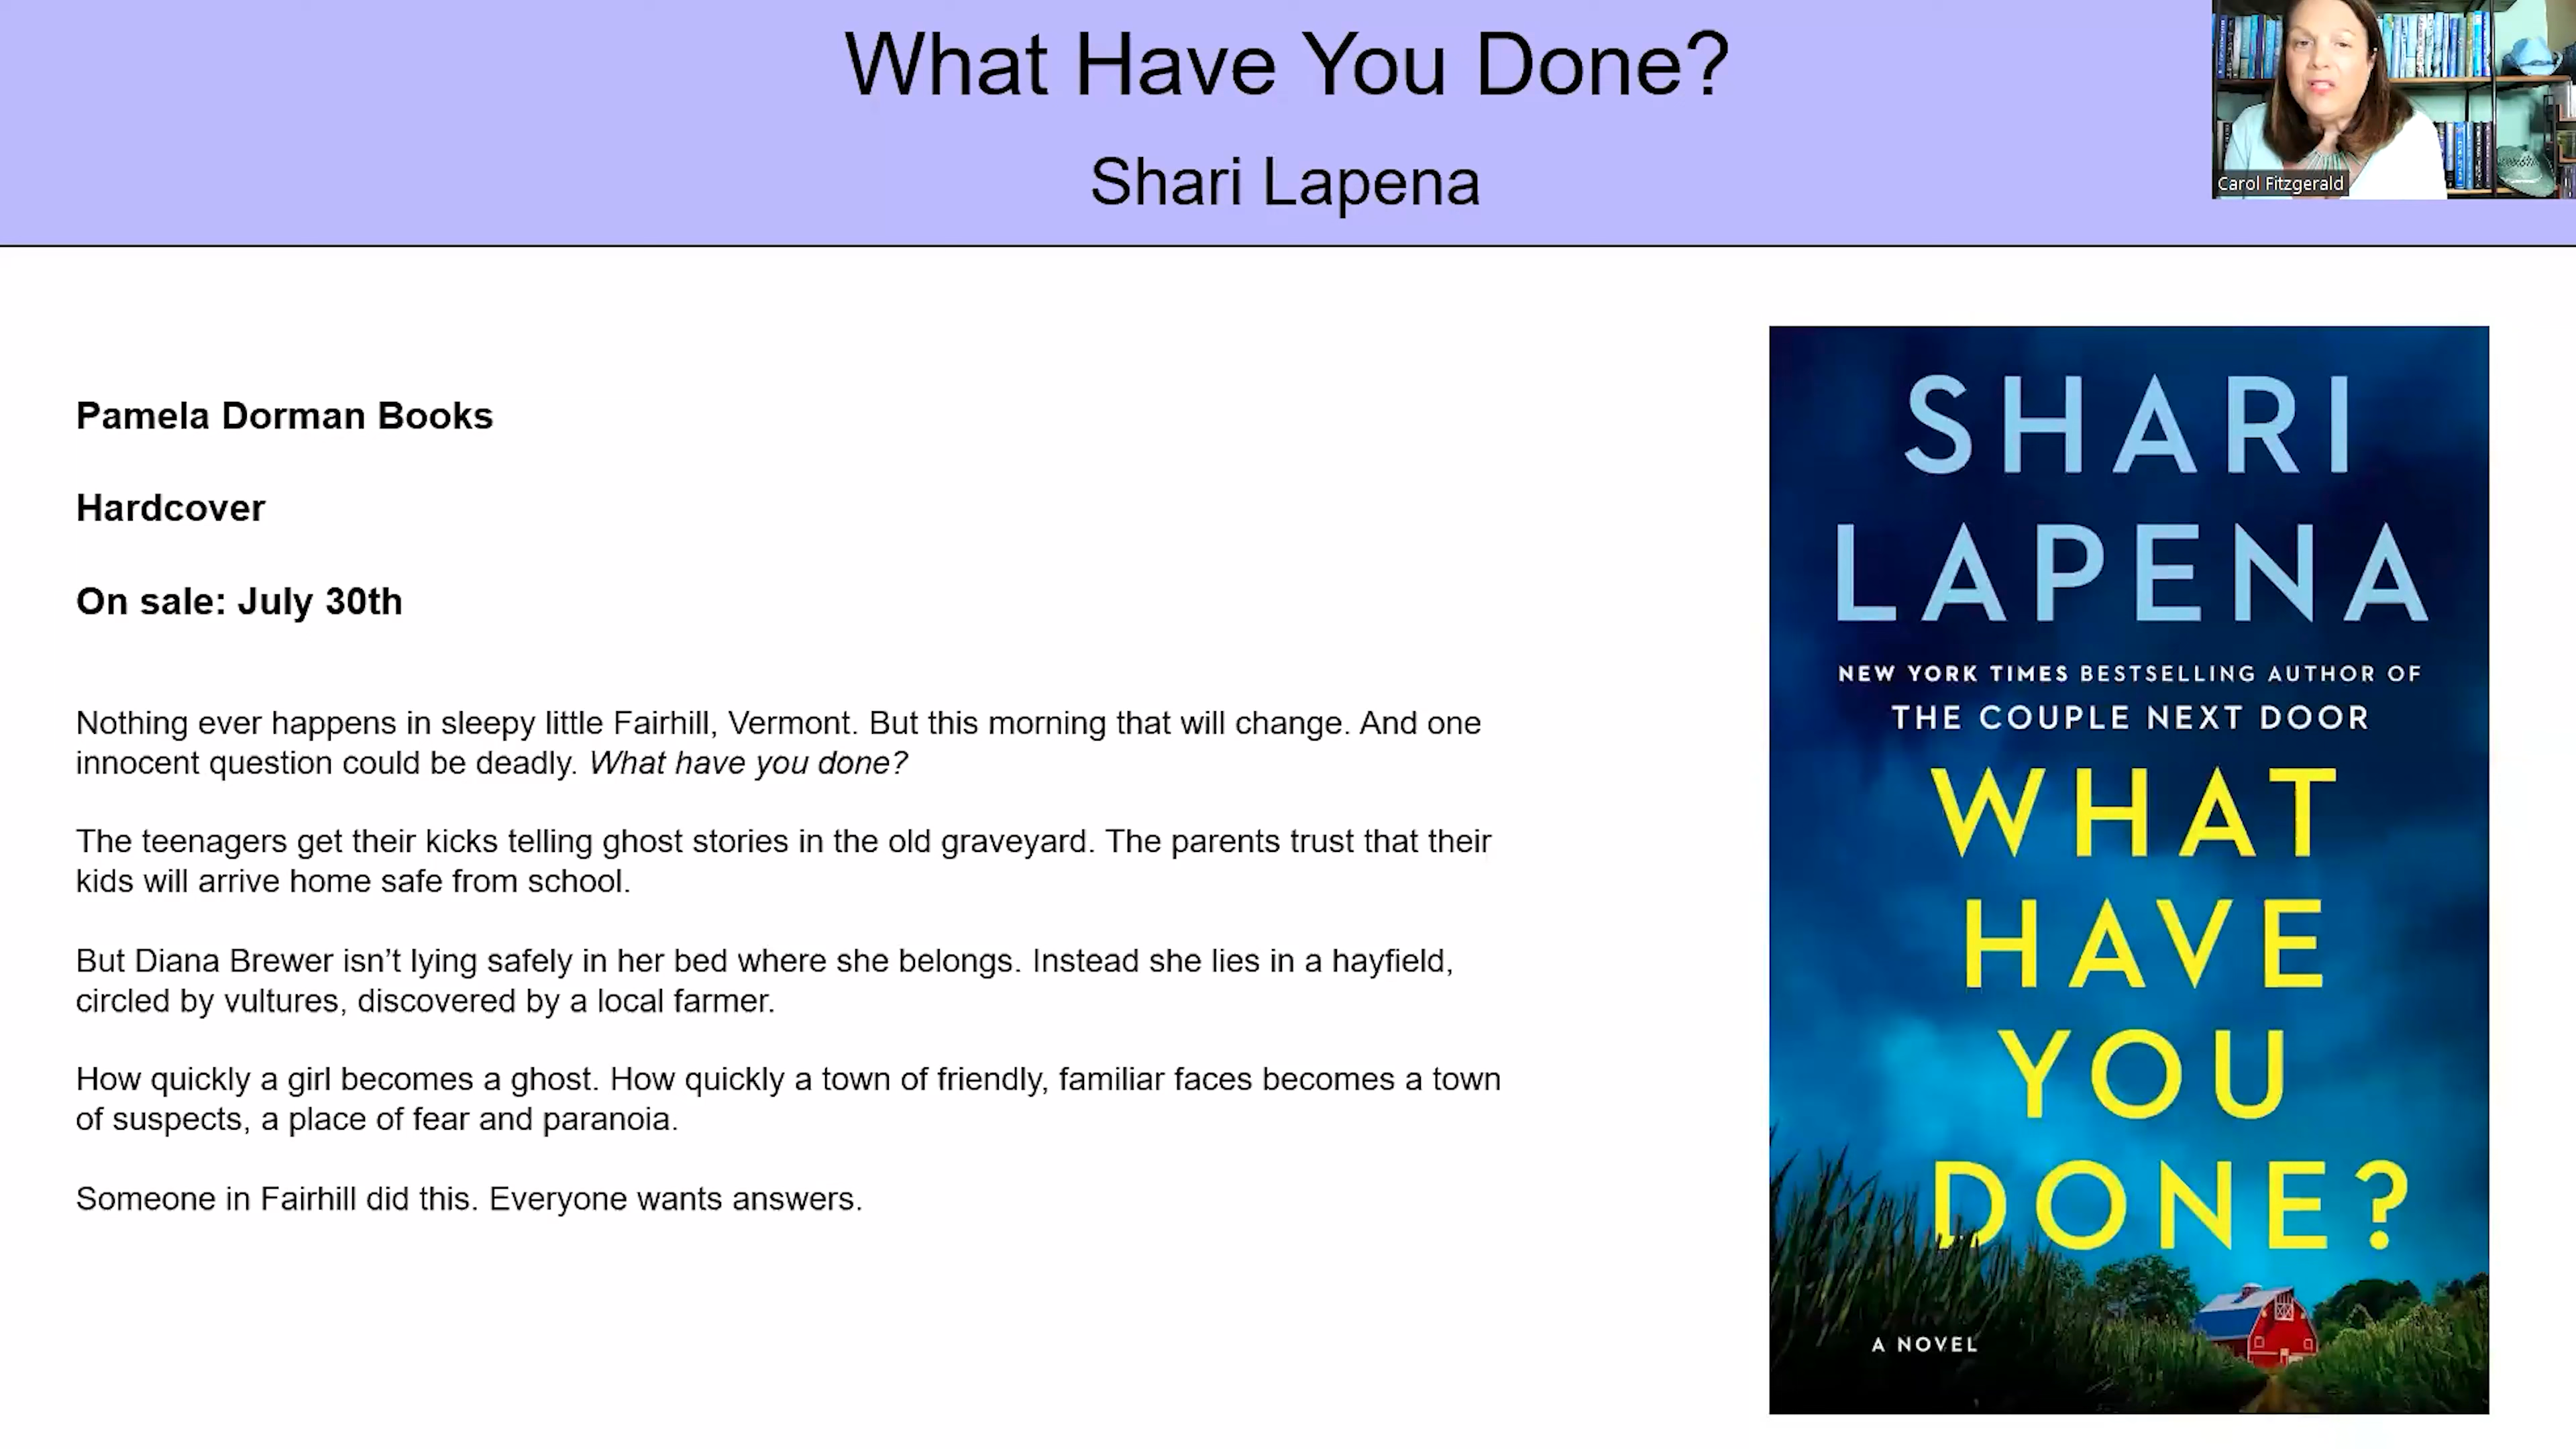 What Have You Done?
Shari Lapena
Carol Fitzgerald
Pamela Dorman Books
Hardcover
On sale: July 30th
Nothing ever happens in sleepy little Fairhill, Vermont. But this morning that will change. And one
innocent question could be deadly. What have you done?
The teenagers get their kicks telling ghost stories in the old graveyard. The parents trust that their
kids will arrive home safe from school.
But Diana Brewer isn’t lying safely in her bed where she belongs. Instead she lies in a hayfield,
circled by vultures, discovered by a local farmer.
How quickly a girl becomes a ghost. How quickly a town of friendly, familiar faces becomes a town
of suspects, a place of fear and paranoia.
Someone in Fairhill did this. Everyone wants answers.
SHARI
LAPENA
NEW YORK TIMES BESTSELLING AUTHOR OF
THE COUPLE NEXT DOOR
WHAT
HAVE
YOU
DONE?
A NOVEL